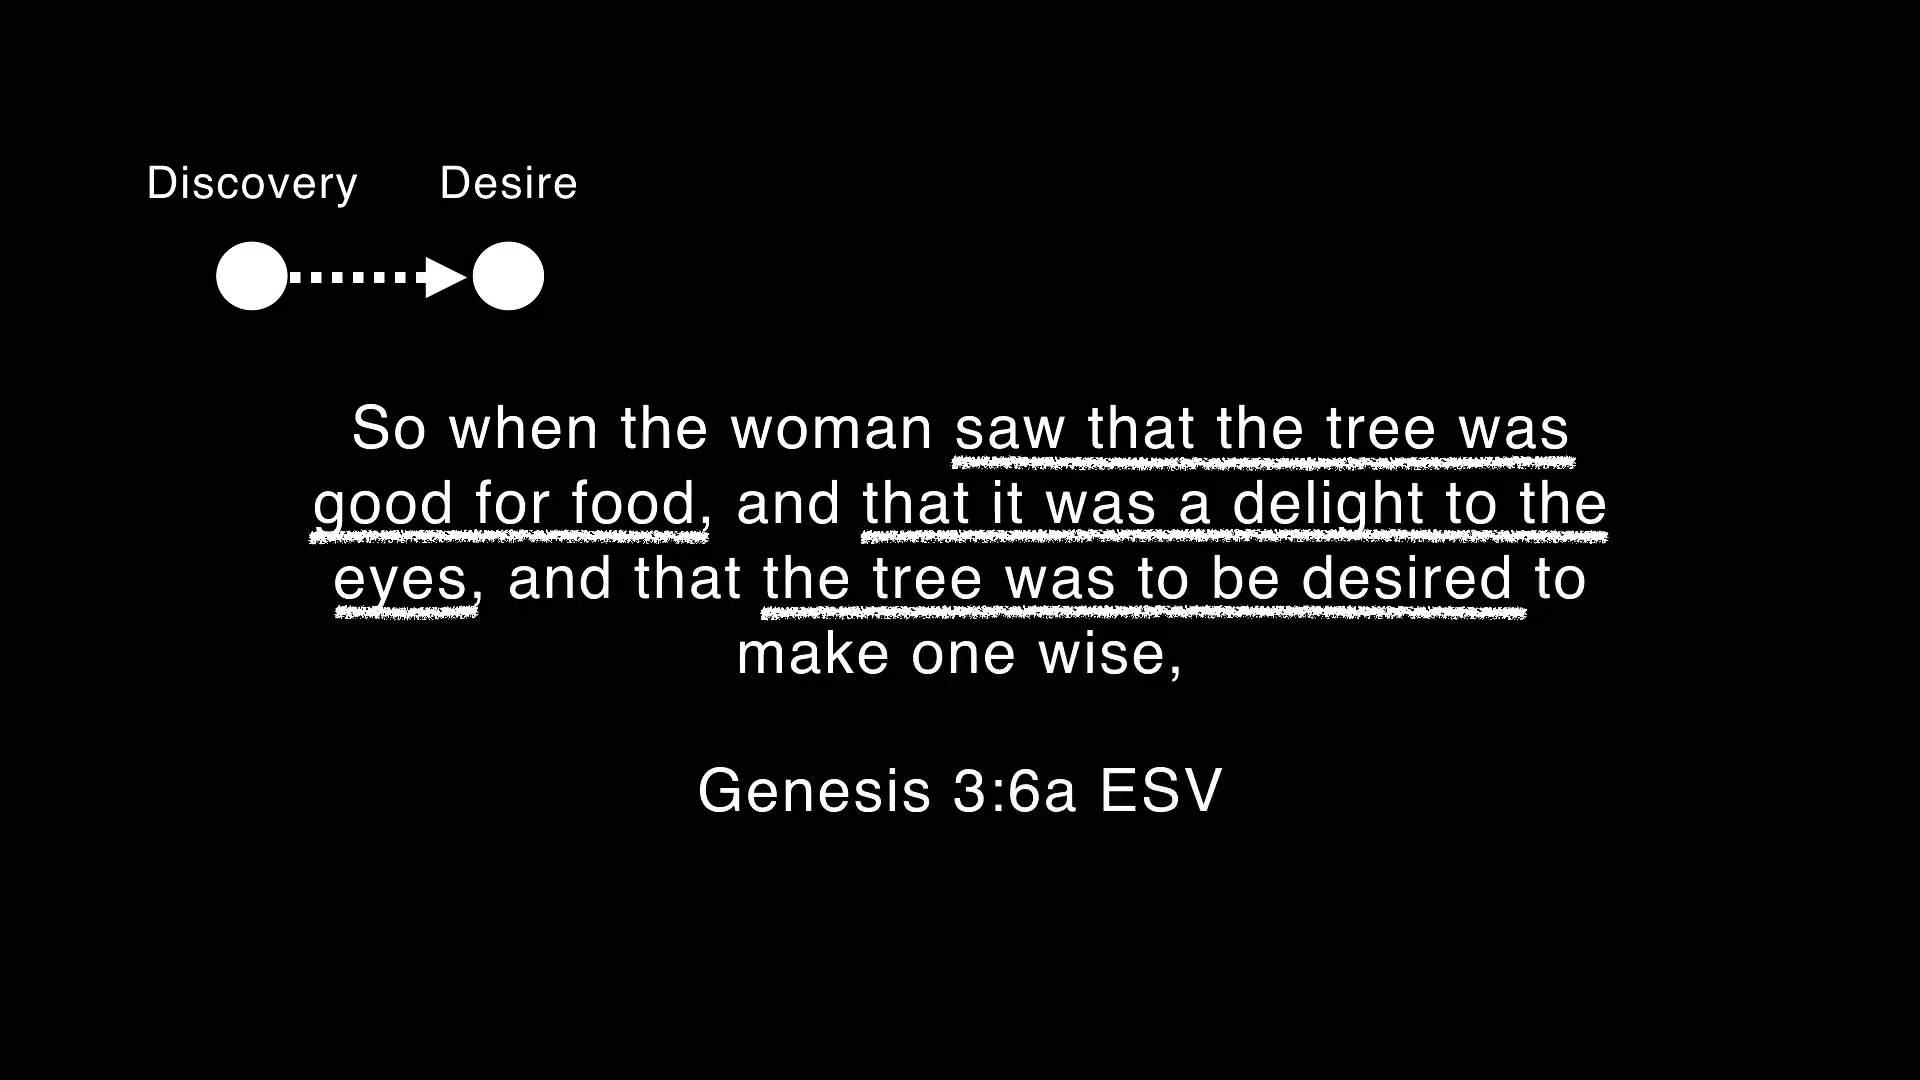 Discovery Desire
So when the woman saw that the tree was
good for food, and that it was a delight to the
eyes, and that the tree was to be desired to
make one wise,
Genesis 3:6a ESV